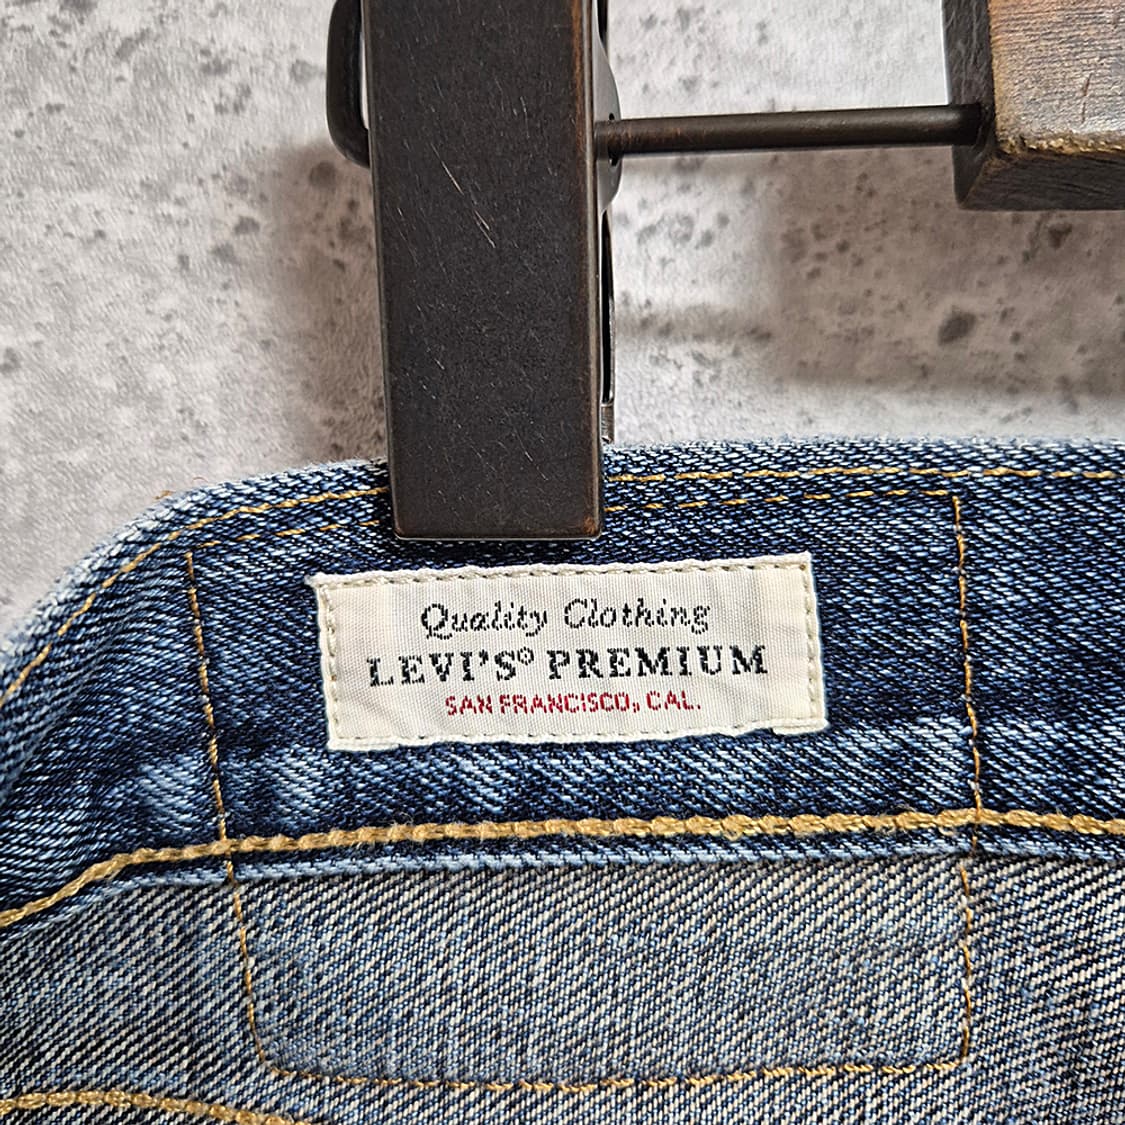 Quality Clothing
LEVI'S® PREMIUM
SAN FRANCISCO, CAL.